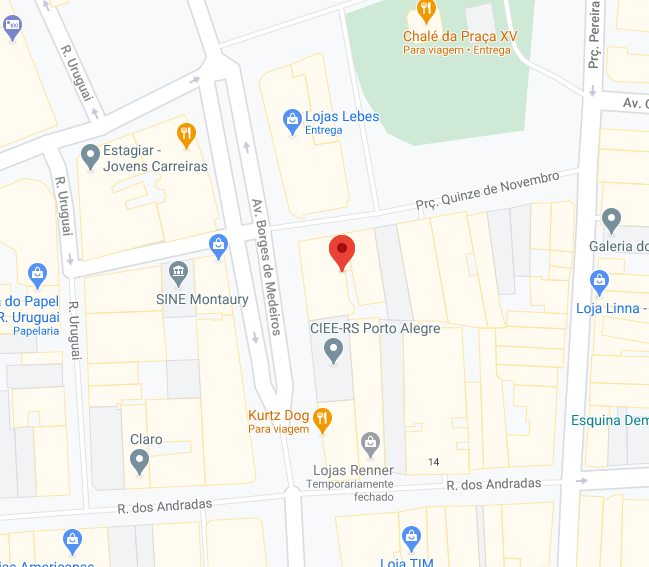 Chalé da Praça XV
Para viagem • Entrega
R. Uruguai
Prç. Pereira
Av.
Lojas Lebes
Entrega
Estagiar -
Jovens Carreiras
R. Uruguai
Av. Borges de Medeiros
Prç. Quinze de Novembro
Galeria do
SINE Montaury
do Papel
R. Uruguai
Papelaria
R. Uruguai
Loja Linna -
CIEE-RS Porto Alegre
Kurtz Dog
Para viagem
Esquina Dem
Claro
Lojas Renner
Temporariamente
fechado
14
R. dos Andradas
R. dos Andradas
Loja TIM
Americanas